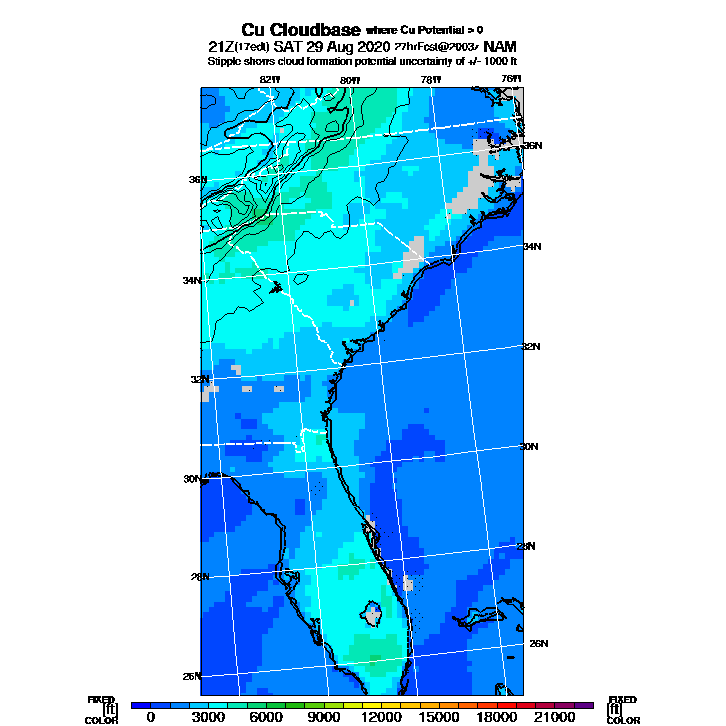 Cu Cloudbase where Cu Potential > 0
21Z(17edt) SAT 29 Aug 2020 27hrFcst@2003z NAM
Stipple shows cloud formation potential uncertainty of +/- 1000 ft
82W 80W 78W 76W
36N
36N
34N
34N
32N
32N
30N
30N
28N
28N
26N
26N
FIXED FIXED
[ft] [ft]
COLOR COLOR
0 3000 6000 9000 12000 15000 18000 21000